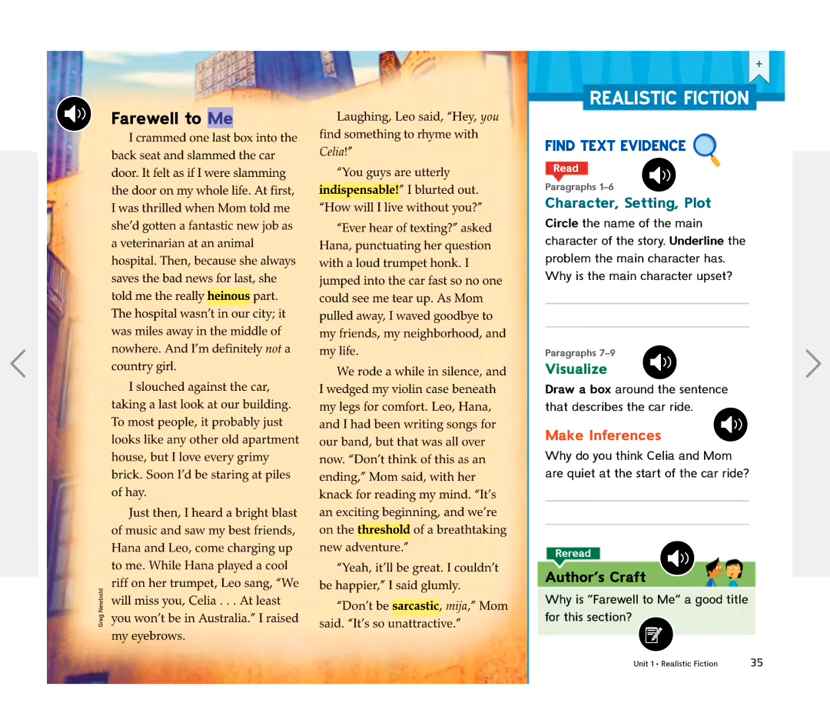 Farewell to Me
I crammed one last box into the
back seat and slammed the car
door. It felt as if I were slamming
the door on my whole life. At first,
I was thrilled when Mom told me
she'd gotten a fantastic new job as
a veterinarian at an animal
hospital. Then, because she always
saves the bad news for last, she
told me the really heinous part.
The hospital wasn't in our city; it
was miles away in the middle of
nowhere. And I'm definitely not a
country girl.
I slouched against the car,
taking a last look at our building.
To most people, it probably just
looks like any other old apartment
house, but I love every grimy
brick. Soon I'd be staring at piles
of hay.
Just then, I heard a bright blast
of music and saw my best friends,
Hana and Leo, come charging up
to me. While Hana played a cool
riff on her trumpet, Leo sang, "We
will miss you, Celia . . . At least
you won't be in Australia." I raised
my eyebrows.
Greg Newbold
Laughing, Leo said, "Hey, you
find something to rhyme with
Celia!"
"You guys are utterly
indispensable!" I blurted out.
"How will I live without you?"
"Ever hear of texting?" asked
Hana, punctuating her question
with a loud trumpet honk. I
jumped into the car fast so no one
could see me tear up. As Mom
pulled away, I waved goodbye to
my friends, my neighborhood, and
my life.
We rode a while in silence, and
I wedged my violin case beneath
my legs for comfort. Leo, Hana,
and I had been writing songs for
our band, but that was all over
now. "Don't think of this as an
ending," Mom said, with her
knack for reading my mind. "It's
an exciting beginning, and we're
on the threshold of a breathtaking
new adventure."
"Yeah, it'll be great. I couldn't
be happier," I said glumly.
"Don't be sarcastic, mija," Mom
said. "It's so unattractive."
+
REALISTIC FICTION
FIND TEXT EVIDENCE
Read
Paragraphs 1–6
Character, Setting, Plot
Circle the name of the main
character of the story. Underline the
problem the main character has.
Why is the main character upset?
Paragraphs 7–9
Visualize
Draw a box around the sentence
that describes the car ride.
Make Inferences
Why do you think Celia and Mom
are quiet at the start of the car ride?
Reread
Author's Craft
Why is "Farewell to Me" a good title
for this section?
Unit 1 • Realistic Fiction 35